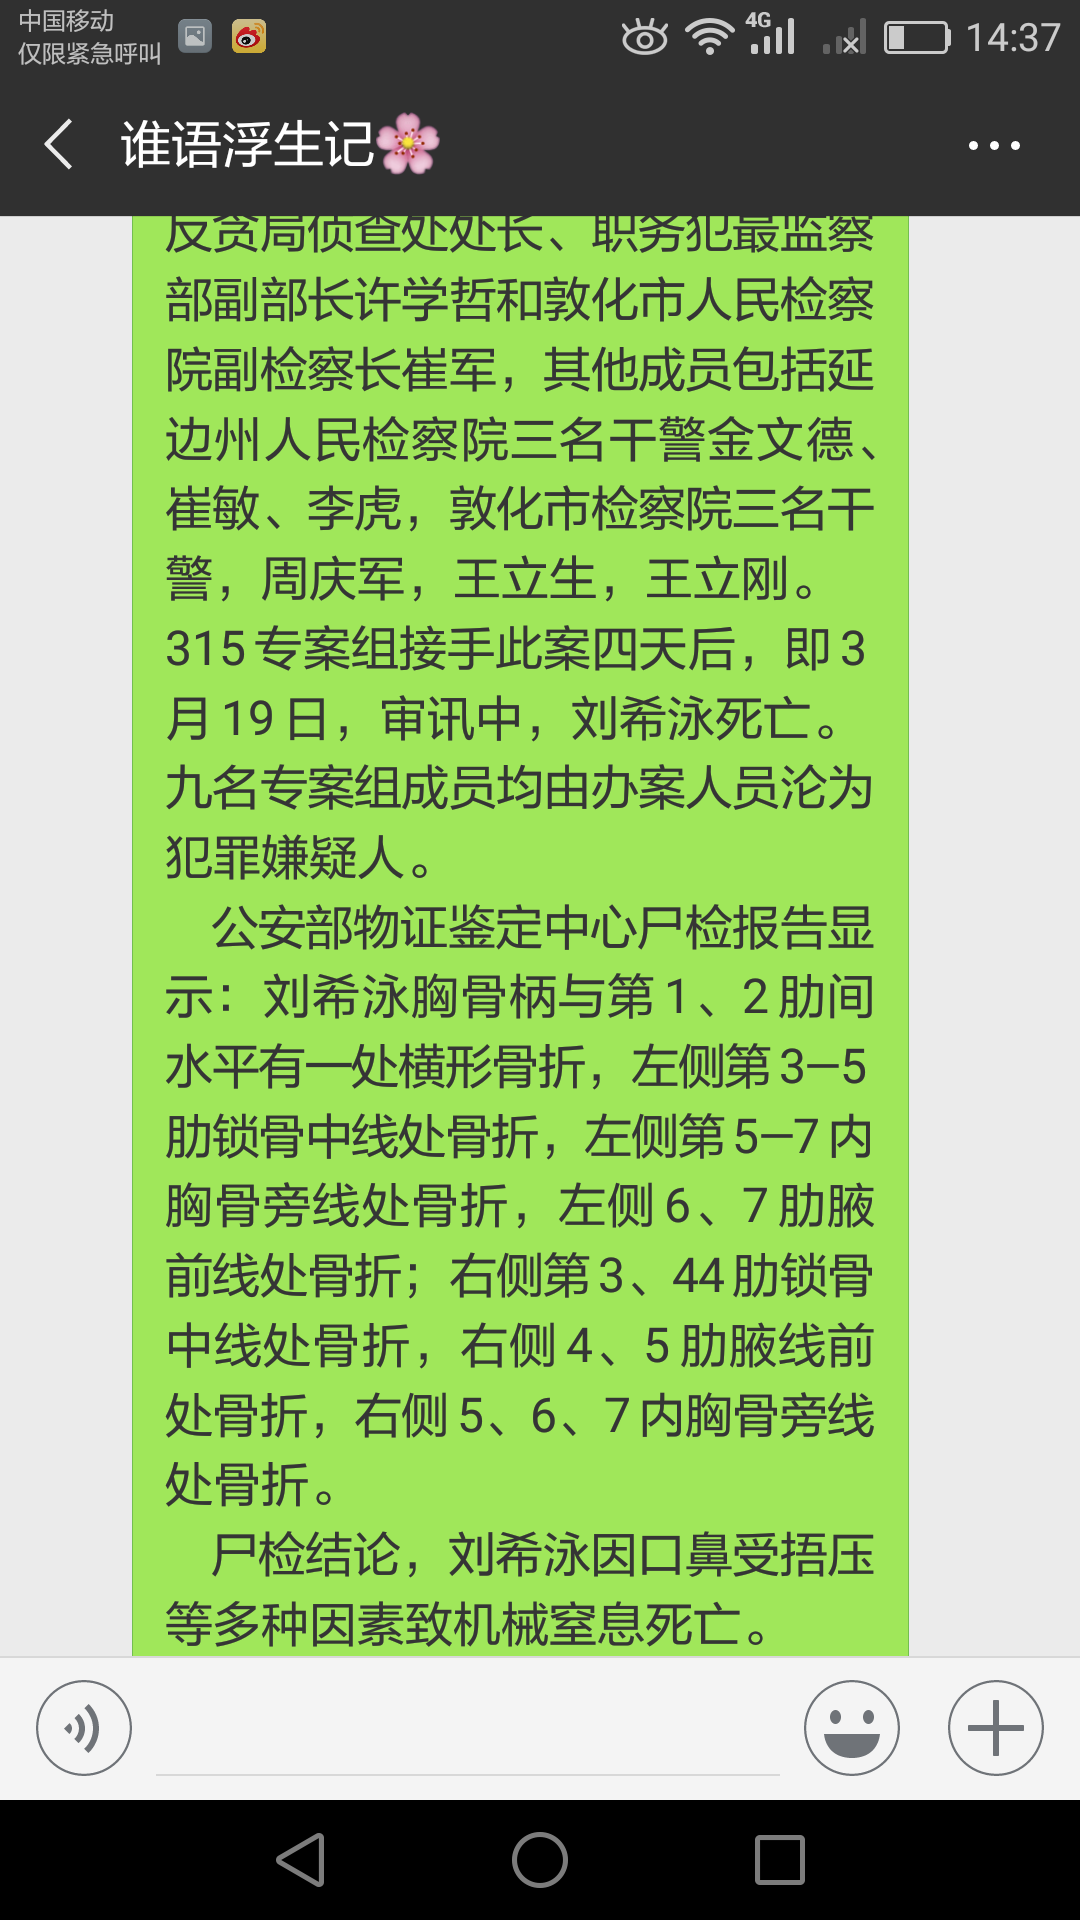 中国移动
仅限紧急呼叫
4G
14:37
谁语浮生记
反贪局侦查处处长、职务犯最监察
部副部长许学哲和敦化市人民检察
院副检察长崔军，其他成员包括延
边州人民检察院三名干警金文德、
崔敏、李虎，敦化市检察院三名干
警，周庆军，王立生，王立刚。
315专案组接手此案四天后，即3
月19日，审讯中，刘希泳死亡。
九名专案组成员均由办案人员沦为
犯罪嫌疑人。
公安部物证鉴定中心尸检报告显
示：刘希泳胸骨柄与第1、2肋间
水平有一处横形骨折，左侧第3—5
肋锁骨中线处骨折，左侧第5—7内
胸骨旁线处骨折，左侧6、7肋腋
前线处骨折；右侧第3、44肋锁骨
中线处骨折，右侧4、5肋腋线前
处骨折，右侧5、6、7内胸骨旁线
处骨折。
尸检结论，刘希泳因口鼻受捂压
等多种因素致机械窒息死亡。